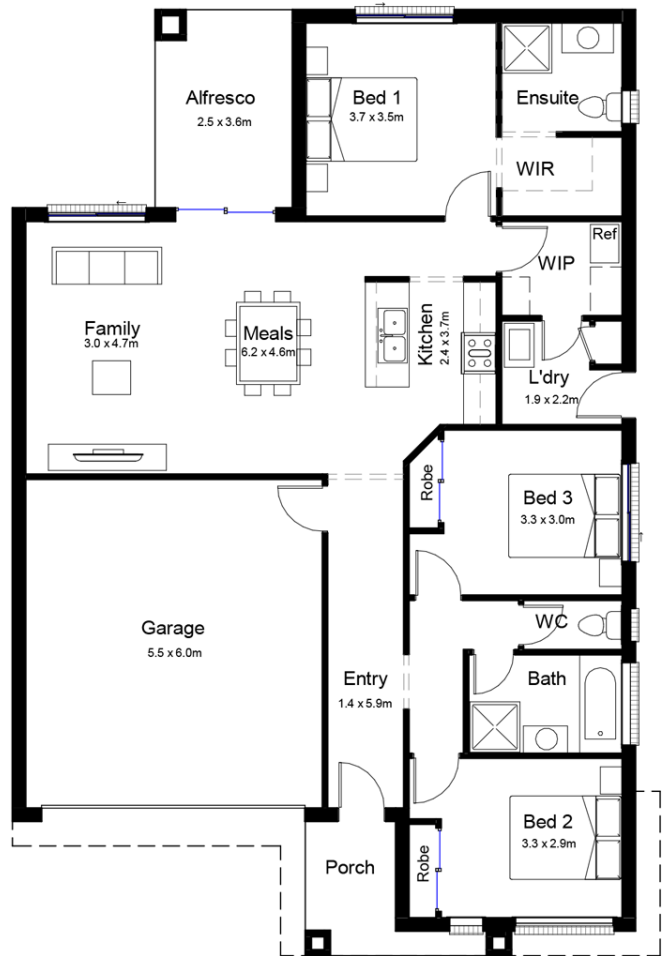 Alfresco
2.5 x 3.6m
Bed 1
3.7 x 3.5m
Ensuite
WIR
Ref
WIP
Family
3.0 x 4.7m
Meals
6.2 x 4.6m
Kitchen
2.4 x 3.7m
L'dry
1.9 x 2.2m
Robe
Bed 3
3.3 x 3.0m
Garage
5.5 x 6.0m
WC
Entry
1.4 x 5.9m
Bath
Bed 2
3.3 x 2.9m
Robe
Porch